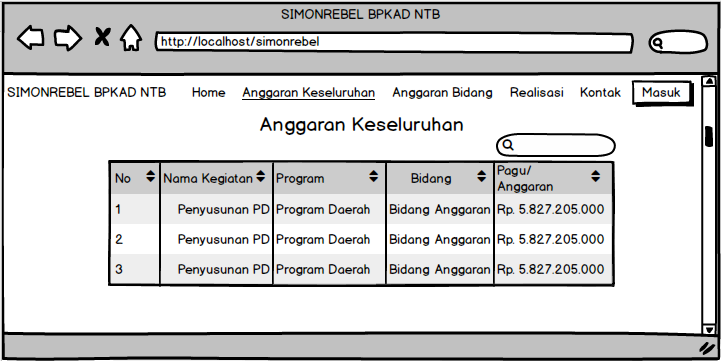 SIMONREBEL BPKAD NTB
http://localhost/simonrebel
SIMONREBEL BPKAD NTB Home Anggaran Keseluruhan Anggaran Bidang Realisasi Kontak Masuk
Anggaran Keseluruhan
No Nama Kegiatan Program Bidang Pagu/
Anggaran
1 Penyusunan PD Program Daerah Bidang Anggaran Rp. 5.827.205.000
2 Penyusunan PD Program Daerah Bidang Anggaran Rp. 5.827.205.000
3 Penyusunan PD Program Daerah Bidang Anggaran Rp. 5.827.205.000